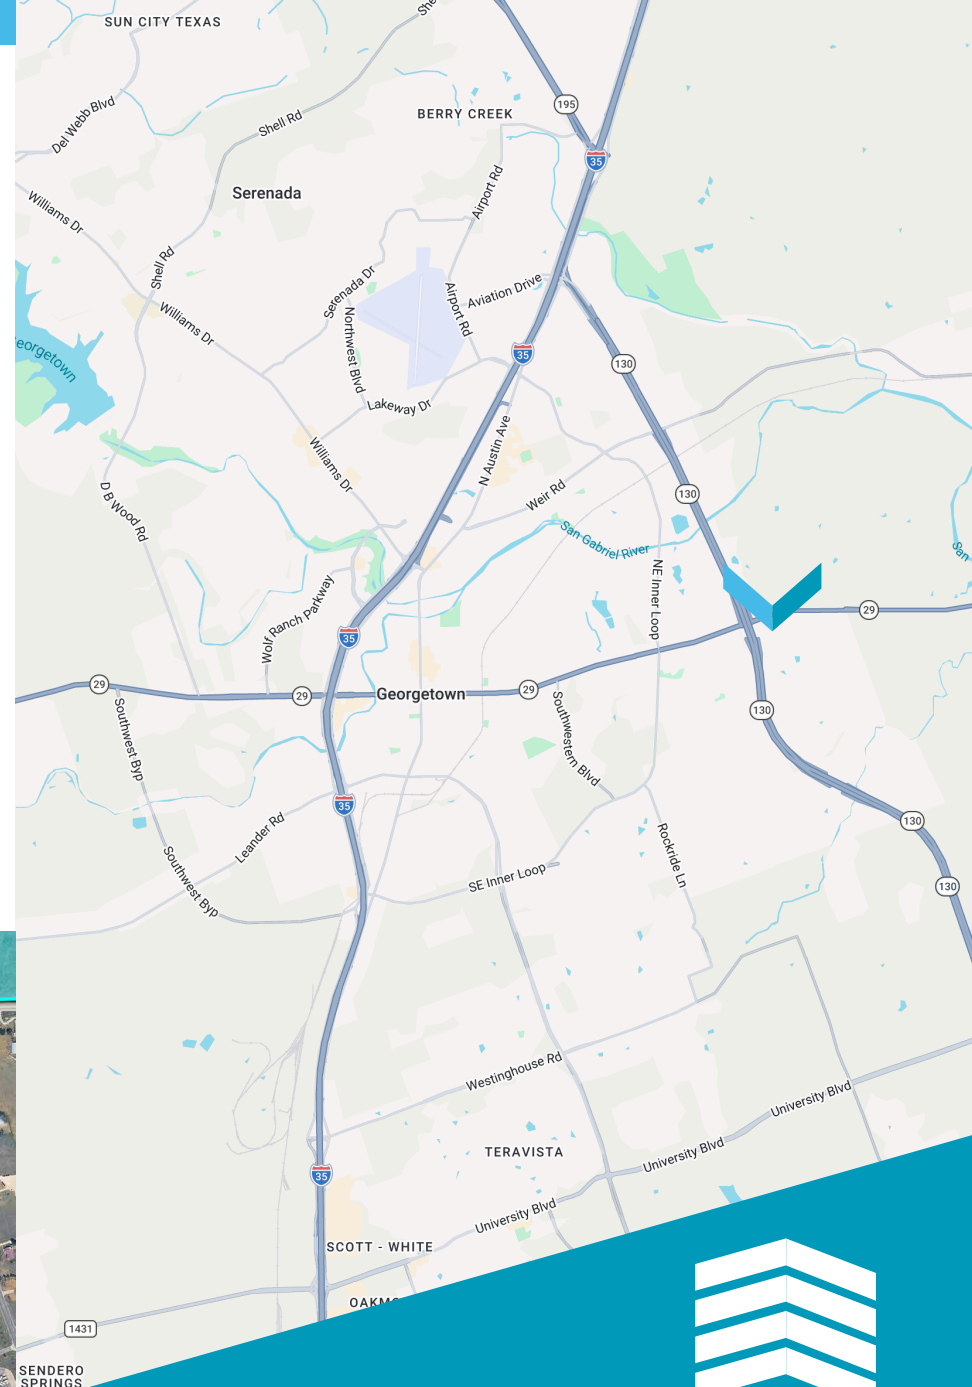 SUN CITY TEXAS
She
Del Webb Blvd
Shell Rd
BERRY CREEK
195
35
Serenada
Airport Rd
Williams Dr
Shell Rd
Serenada Dr
Airport Rd
Aviation Drive
Williams Dr
Northwest Blvd
eorgetown
35
130
Lakeway Dr
N Austin Ave
Williams Dr
D B Wood Rd
Weir Rd
130
San Gabriel River
San
NE Inner Loop
Wolf Ranch Parkway
29
35
29
29
Georgetown
29
Southwest Byp
Southwestern Blvd
130
35
Leander Rd
130
Rockride Ln
Southwest Byp
SE Inner Loop
130
Westinghouse Rd
University Blvd
TERAVISTA
University Blvd
35
University Blvd
SCOTT - WHITE
OAKM
1431
SENDERO
SPRINGS